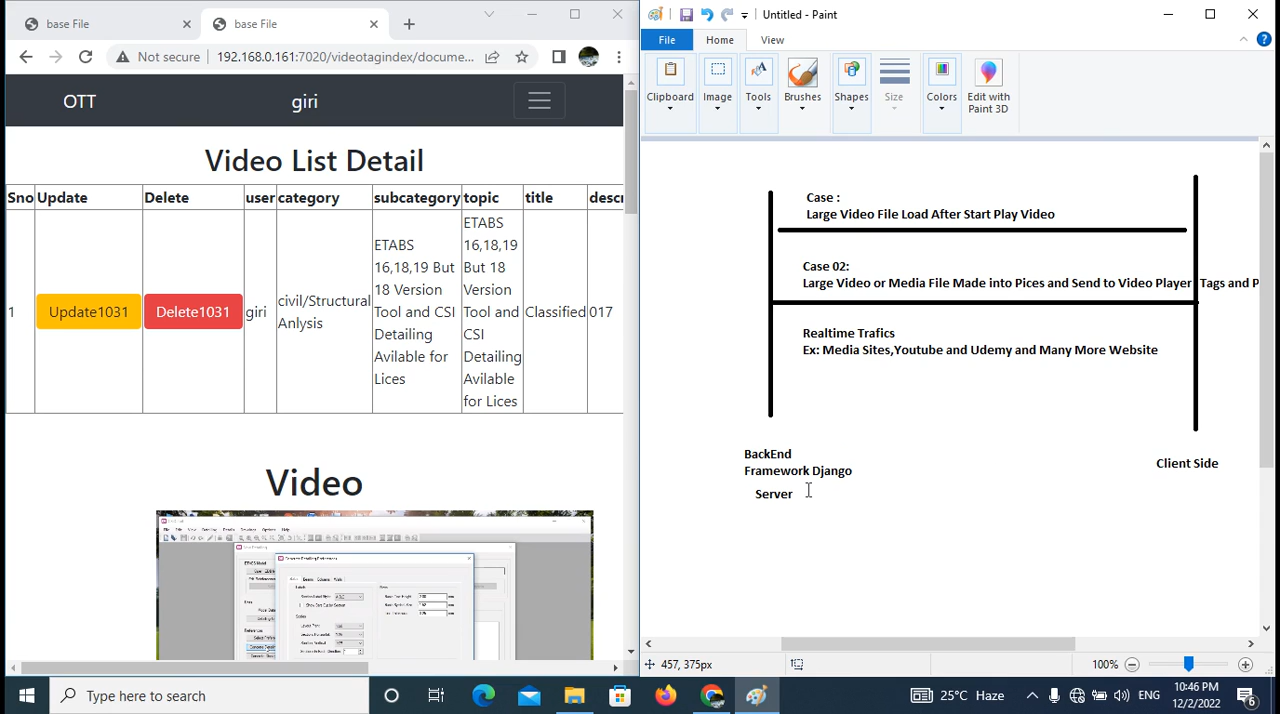 base File
base File
Not secure
192.168.0.161:7020/videotagindex/docume...
OTT
giri
Video List Detail
Sno Update Delete user category subcategory topic title descr
1
Update1031
Delete1031
giri
civil/Structural
Anlysis
ETABS
16,18,19 But
18 Version
Tool and CSI
Detailing
Avilable for
Lices
ETABS
16,18,19
But 18
Version
Tool and
CSI
Detailing
Avilable
for Lices
Classified
017
Video
Untitled - Paint
File
Home
View
Clipboard
Image
Tools
Brushes
Shapes
Size
Colors
Edit with
Paint 3D
Case :
Large Video File Load After Start Play Video
Case 02:
Large Video or Media File Made into Pices and Send to Video Player Tags and P
Realtime Trafics
Ex: Media Sites,Youtube and Udemy and Many More Website
BackEnd
Framework Django
Server
Client Side
457, 375px
100%
Type here to search
25°C Haze
ENG
10:46 PM
12/2/2022
6